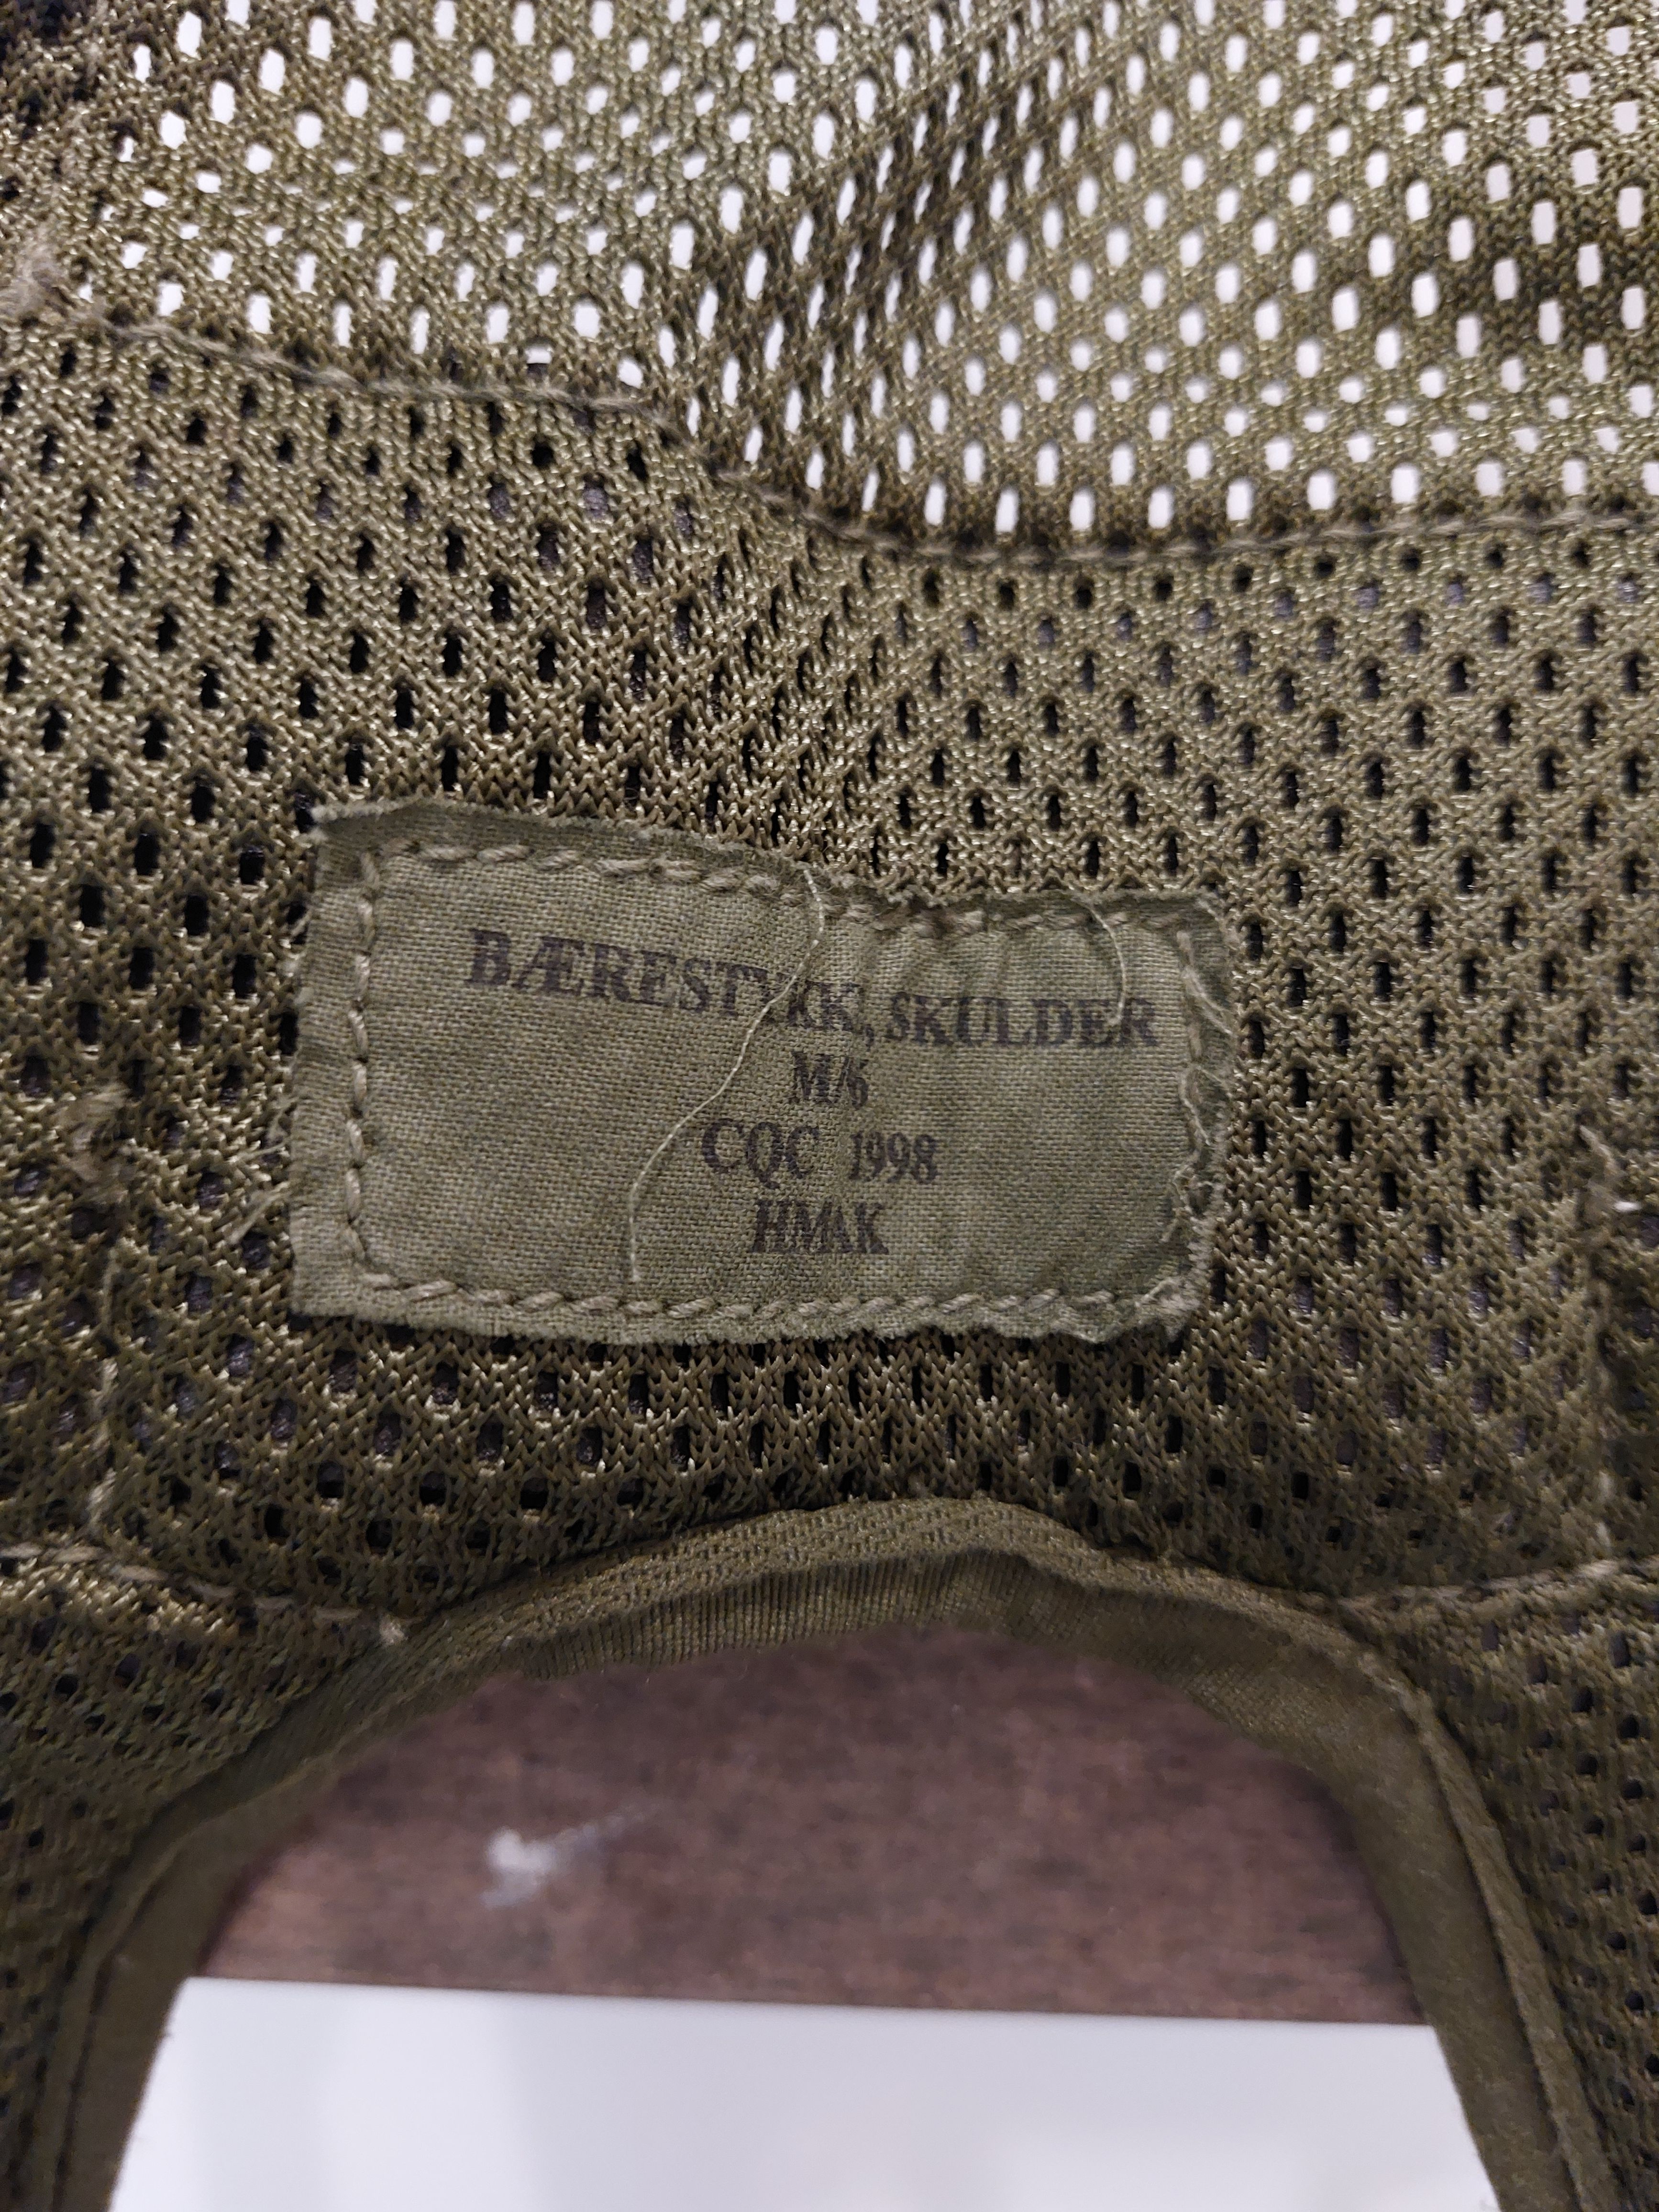 BÆRESTYKK, SKULDER
M/6
CQC 1998
HMAK